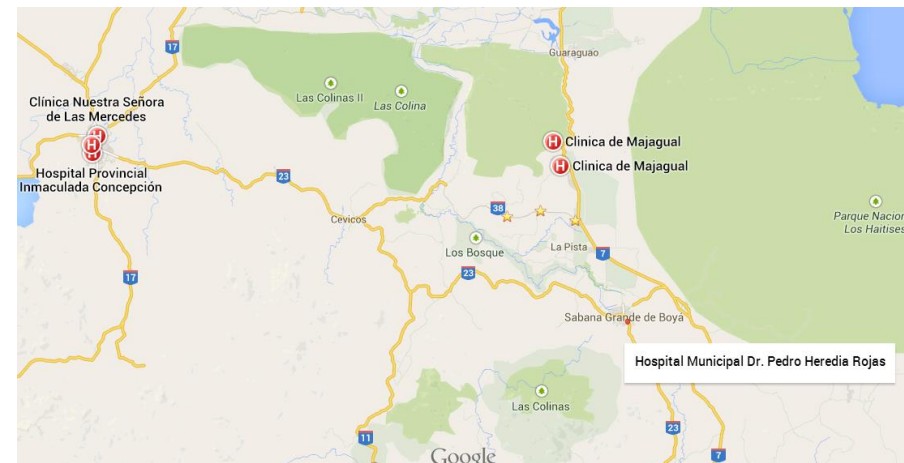 17
Guaraguao
Las Colinas II
Las Colina
Clínica Nuestra Señora
de Las Mercedes
H
H
H
Hospital Provincial
Inmaculada Concepción
H Clinica de Majagual
H Clinica de Majagual
23
38
Cevicos
Parque Nacion
Los Haitises
Los Bosque
La Pista
7
17
23
Sabana Grande de Boyá
Hospital Municipal Dr. Pedro Heredia Rojas
Las Colinas
23
11
7
Google